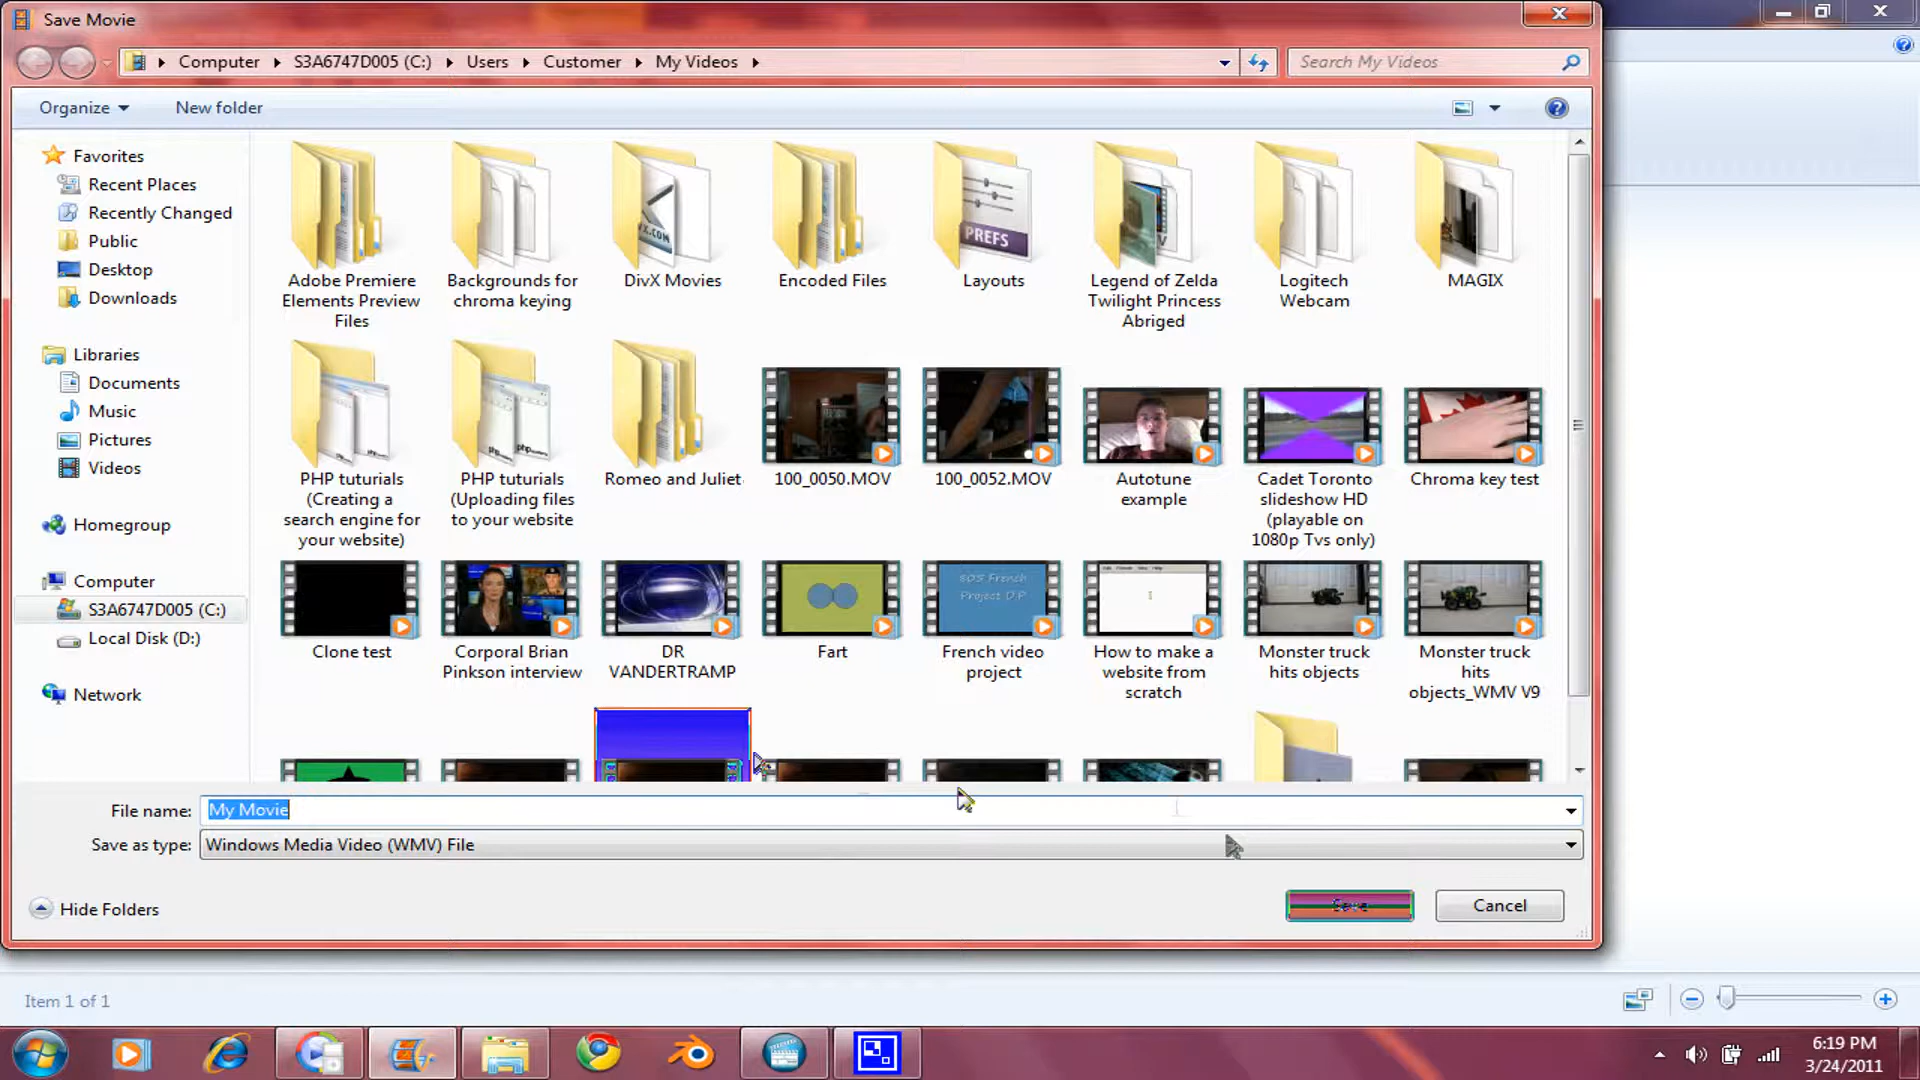 Save Movie
Computer S3A6747D005 (C:) Users Customer My Videos
Search My Videos
Organize New folder
Favorites
Recent Places
Recently Changed
Public
Desktop
Downloads
Libraries
Documents
Music
Pictures
Videos
Homegroup
Computer
S3A6747D005 (C:)
Local Disk (D:)
Network
PREFS
Adobe Premiere
Elements Preview
Files
Backgrounds for
chroma keying
DivX Movies
Encoded Files
Layouts
Legend of Zelda
Twilight Princess
Abriged
Logitech
Webcam
MAGIX
php
php
PHP tuturials
(Creating a
search engine for
your website)
PHP tuturials
(Uploading files
to your website
Romeo and Juliet
100_0050.MOV
100_0052.MOV
Autotune
example
Cadet Toronto
slideshow HD
(playable on
1080p Tvs only)
Chroma key test
Clone test
Corporal Brian
Pinkson interview
DR
VANDERTRAMP
Fart
French
Project D.P
French video
project
How to make a
website from
scratch
Monster truck
hits objects
Monster truck
hits
objects_WMV V9
File name: My Movie
Save as type: Windows Media Video (WMV) File
Hide Folders
Save
Cancel
Item 1 of 1
6:19 PM
3/24/2011